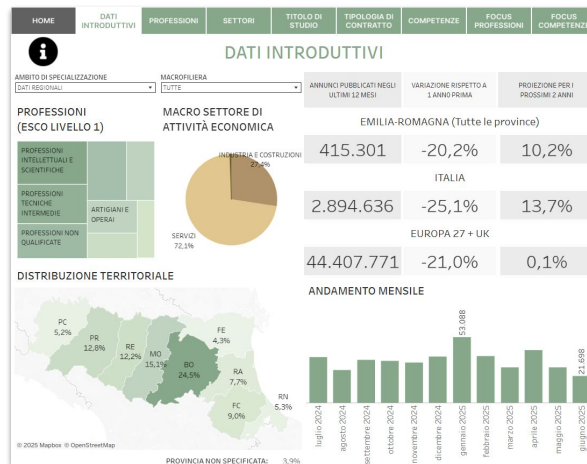 HOME
DATI
INTRODUTTIVI
PROFESSIONI
SETTORI
TITOLO DI
STUDIO
TIPOLOGIA DI
CONTRATTO
COMPETENZE
FOCUS
PROFESSIONI
FOCUS
COMPETENZE
i
DATI INTRODUTTIVI
AMBITO DI SPECIALIZZAZIONE
DATI REGIONALI
MACROFILIERA
TUTTE
ANNUNCI PUBBLICATI NEGLI
ULTIMI 12 MESI
VARIAZIONE RISPETTO A
1 ANNO PRIMA
PROIEZIONE PER I
PROSSIMI 2 ANNI
PROFESSIONI
(ESCO LIVELLO 1)
PROFESSIONI
INTELLETTUALI E
SCIENTIFICHE
PROFESSIONI
TECNICHE
INTERMEDIE
ARTIGIANI E
OPERAI
PROFESSIONI NON
QUALIFICATE
MACRO SETTORE DI
ATTIVITÀ ECONOMICA
INDUSTRIA E COSTRUZIONI
27,4%
SERVIZI
72,1%
EMILIA-ROMAGNA (Tutte le province)
415.301 -20,2% 10,2%
ITALIA
2.894.636 -25,1% 13,7%
EUROPA 27 + UK
44.407.771 -21,0% 0,1%
DISTRIBUZIONE TERRITORIALE
PC
5,2%
PR
12,8%
RE
12,2%
MO
15,1%
BO
24,5%
FE
4,3%
RA
7,7%
FC
9,0%
RN
5,3%
© 2025 Mapbox © OpenStreetMap
PROVINCIA NON SPECIFICATA: 3,9%
ANDAMENTO MENSILE
53.088
21.698
luglio 2024
agosto 2024
settembre 2024
ottobre 2024
novembre 2024
dicembre 2024
gennaio 2025
febbraio 2025
marzo 2025
aprile 2025
maggio 2025
giugno 2025